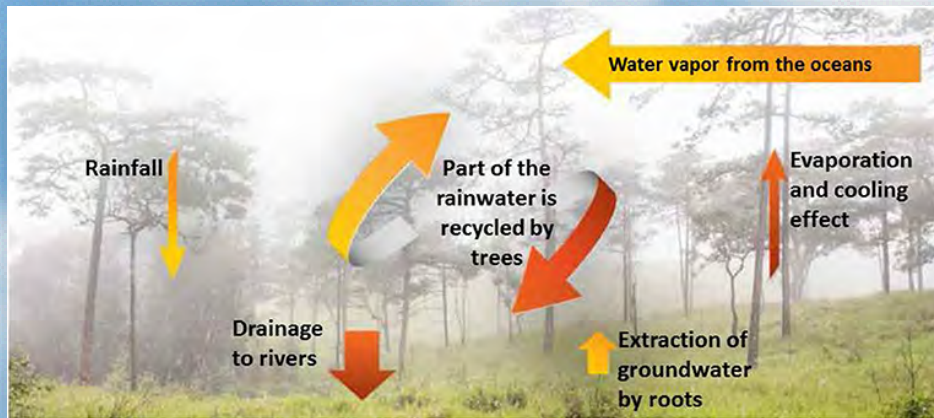 Water vapor from the oceans
Rainfall
Part of the
rainwater is
recycled by
trees
Evaporation
and cooling
effect
Drainage
to rivers
Extraction of
groundwater
by roots